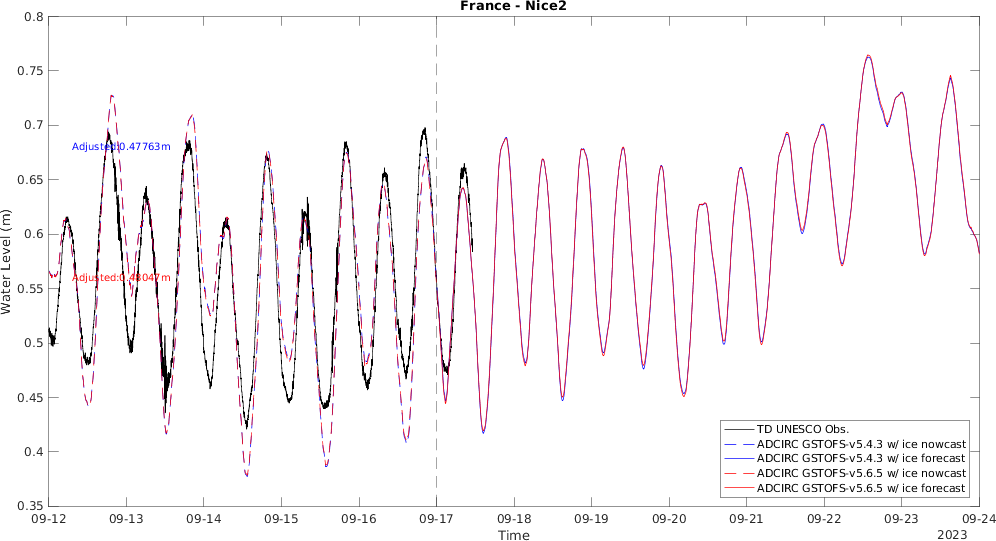 France - Nice2
0.8
0.75
0.7
0.65
0.6
0.55
0.5
0.45
0.4
0.35
Water Level (m)
Adjusted:0.47763m
Adjusted:0.48047m
TD UNESCO Obs.
ADCIRC GSTOFS-v5.4.3 w/ ice nowcast
ADCIRC GSTOFS-v5.4.3 w/ ice forecast
ADCIRC GSTOFS-v5.6.5 w/ ice nowcast
ADCIRC GSTOFS-v5.6.5 w/ ice forecast
09-12 09-13 09-14 09-15 09-16 09-17 09-18 09-19 09-20 09-21 09-22 09-23 09-24
Time
2023